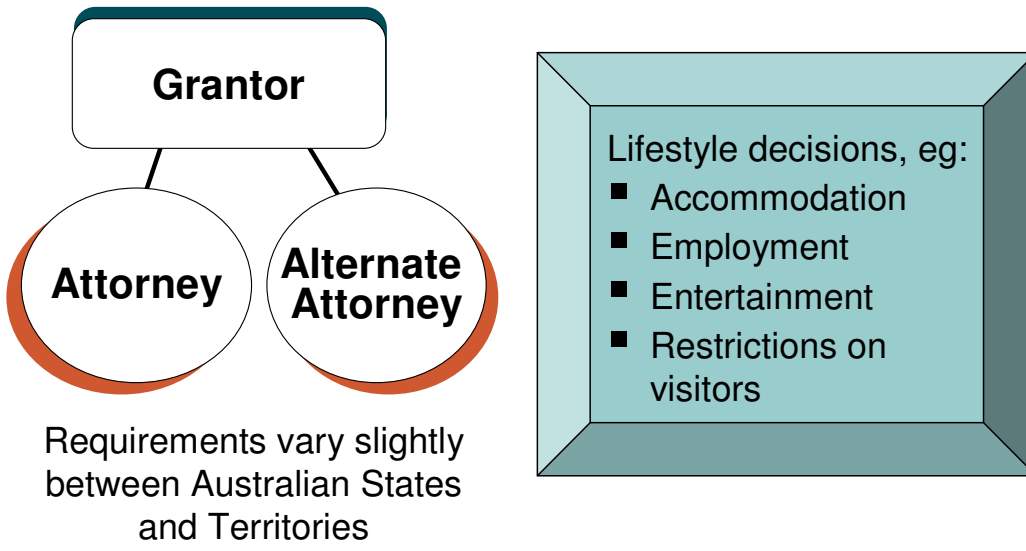 Grantor
Attorney
Alternate
Attorney
Requirements vary slightly
between Australian States
and Territories
Lifestyle decisions, eg:
■ Accommodation
■ Employment
■ Entertainment
■ Restrictions on
visitors